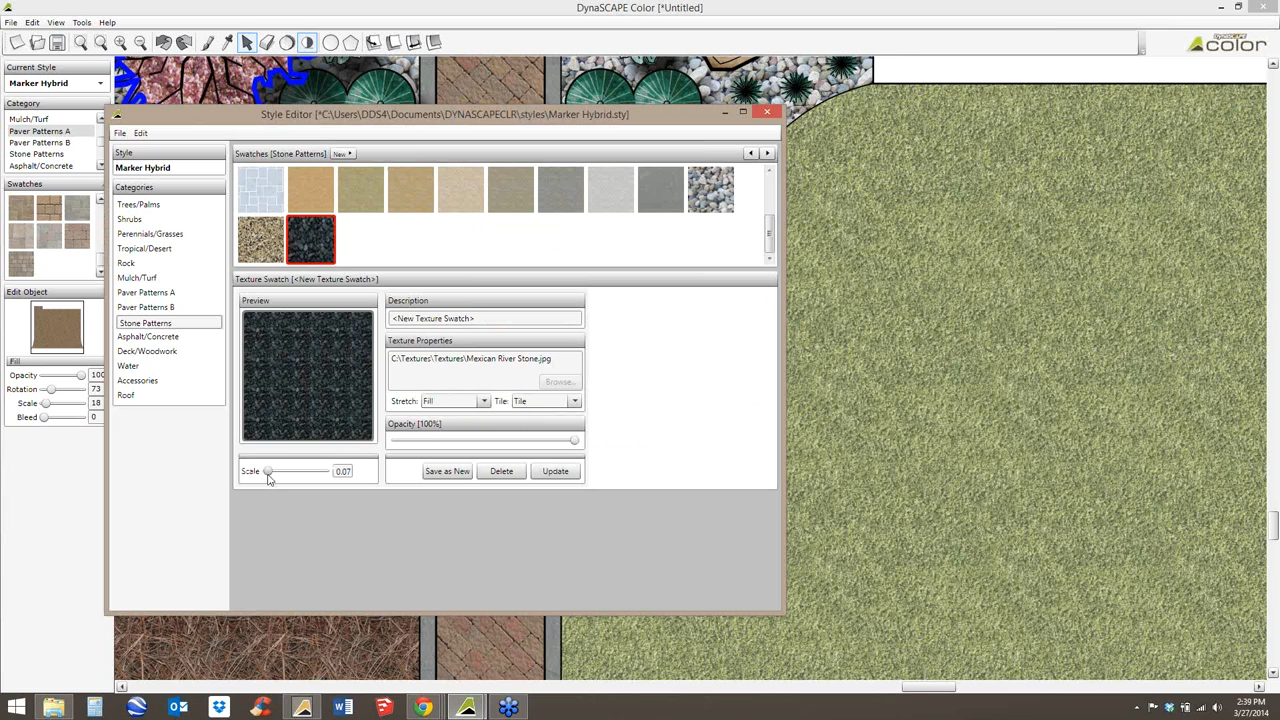 DynaSCAPE Color [*Untitled]
File Edit View Tools Help
DynaSCAPE
color
Current Style
Marker Hybrid
Category
Mulch/Turf
Paver Patterns A
Paver Patterns B
Stone Patterns
Asphalt/Concrete
Swatches
Edit Object
Fill
Opacity 100
Rotation 73
Scale 18
Bleed 0
Style Editor [*C:\Users\DDS4\Documents\DYNASCAPECLR\styles\Marker Hybrid.sty]
File Edit
Style
Marker Hybrid
Categories
Trees/Palms
Shrubs
Perennials/Grasses
Tropical/Desert
Rock
Mulch/Turf
Paver Patterns A
Paver Patterns B
Stone Patterns
Asphalt/Concrete
Deck/Woodwork
Water
Accessories
Roof
Swatches [Stone Patterns] New
Texture Swatch [<New Texture Swatch>]
Preview
Scale 0.07
Description
<New Texture Swatch>
Texture Properties
C:\Textures\Textures\Mexican River Stone.jpg
Browse...
Stretch: Fill Tile: Tile
Opacity [100%]
Save as New Delete Update
2:39 PM
3/27/2014